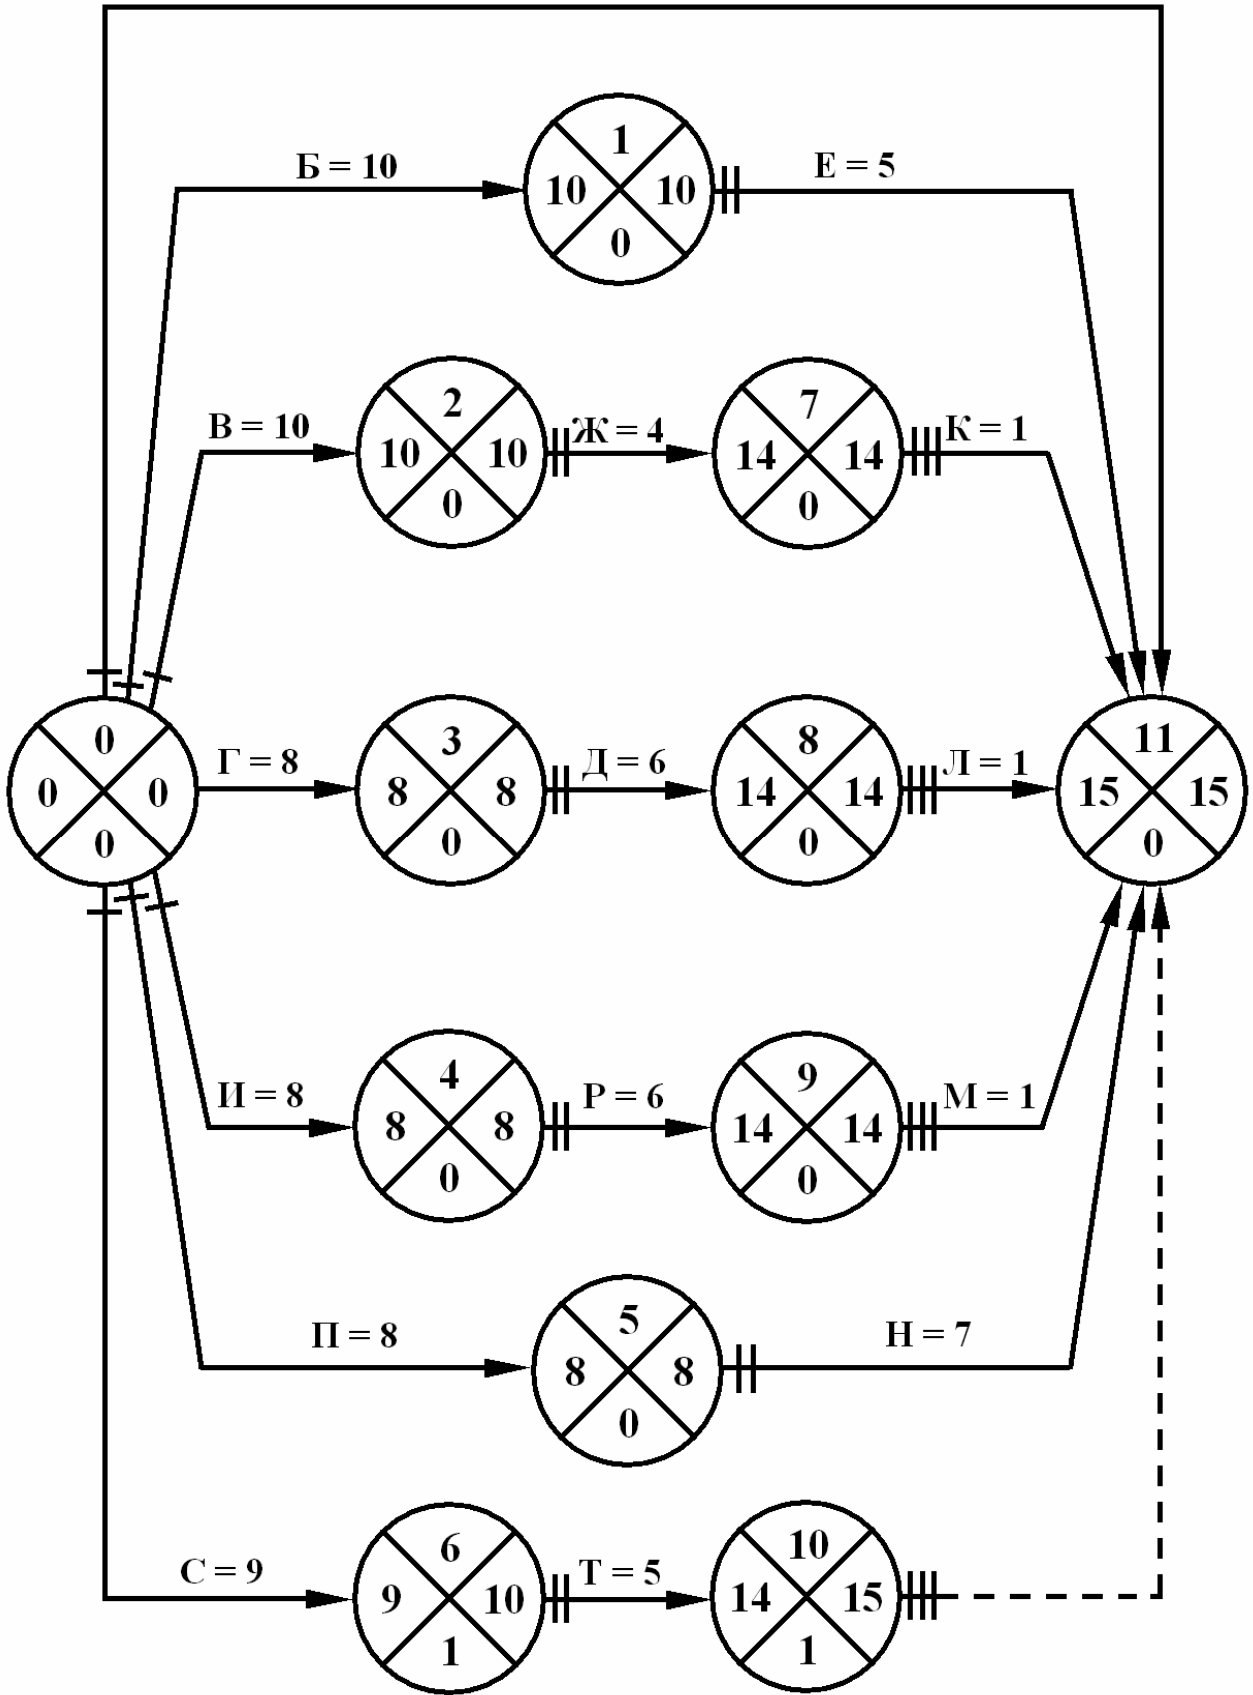 1
Б = 10
Е = 5
10 10
0
2
7
В = 10
Ж = 4
К = 1
10 10
14 14
0
0
0
3
8
11
Г = 8
Д = 6
Л = 1
0 0
8 8
14 14
15 15
0
0
0
0
4
9
И = 8
Р = 6
М = 1
8 8
14 14
0
0
5
П = 8
Н = 7
8 8
0
6
10
С = 9
Т = 5
9 10
14 15
1
1